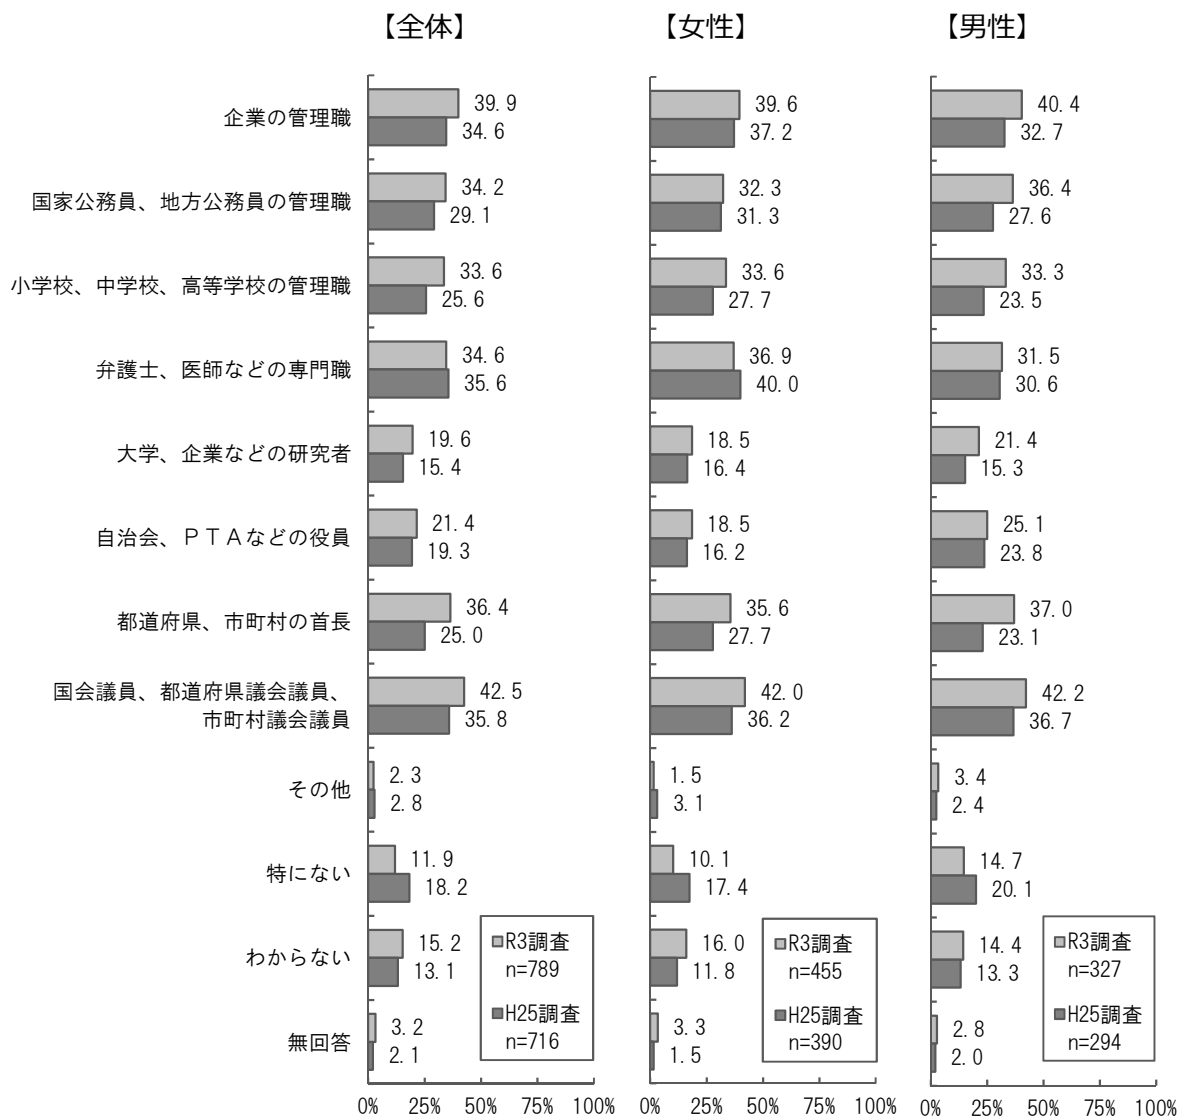 【全体】 【女性】 【男性】
企業の管理職 39.9 39.6 40.4
34.6 37.2 32.7
国家公務員、地方公務員の管理職 34.2 32.3 36.4
29.1 31.3 27.6
小学校、中学校、高等学校の管理職 33.6 33.6 33.3
25.6 27.7 23.5
弁護士、医師などの専門職 34.6 36.9 31.5
35.6 40.0 30.6
大学、企業などの研究者 19.6 18.5 21.4
15.4 16.4 15.3
自治会、ＰＴＡなどの役員 21.4 18.5 25.1
19.3 16.2 23.8
都道府県、市町村の首長 36.4 35.6 37.0
25.0 27.7 23.1
国会議員、都道府県議会議員、 42.5 42.0 42.2
市町村議会議員 35.8 36.2 36.7
その他 2.3 1.5 3.4
2.8 3.1 2.4
特にない 11.9 10.1 14.7
18.2 17.4 20.1
わからない 15.2 16.0 14.4
13.1 11.8 13.3
無回答 3.2 3.3 2.8
2.1 1.5 2.0
R3調査 R3調査 R3調査
n=789 n=455 n=327
H25調査 H25調査 H25調査
n=716 n=390 n=294
0% 25% 50% 75% 100% 0% 25% 50% 75% 100% 0% 25% 50% 75% 100%